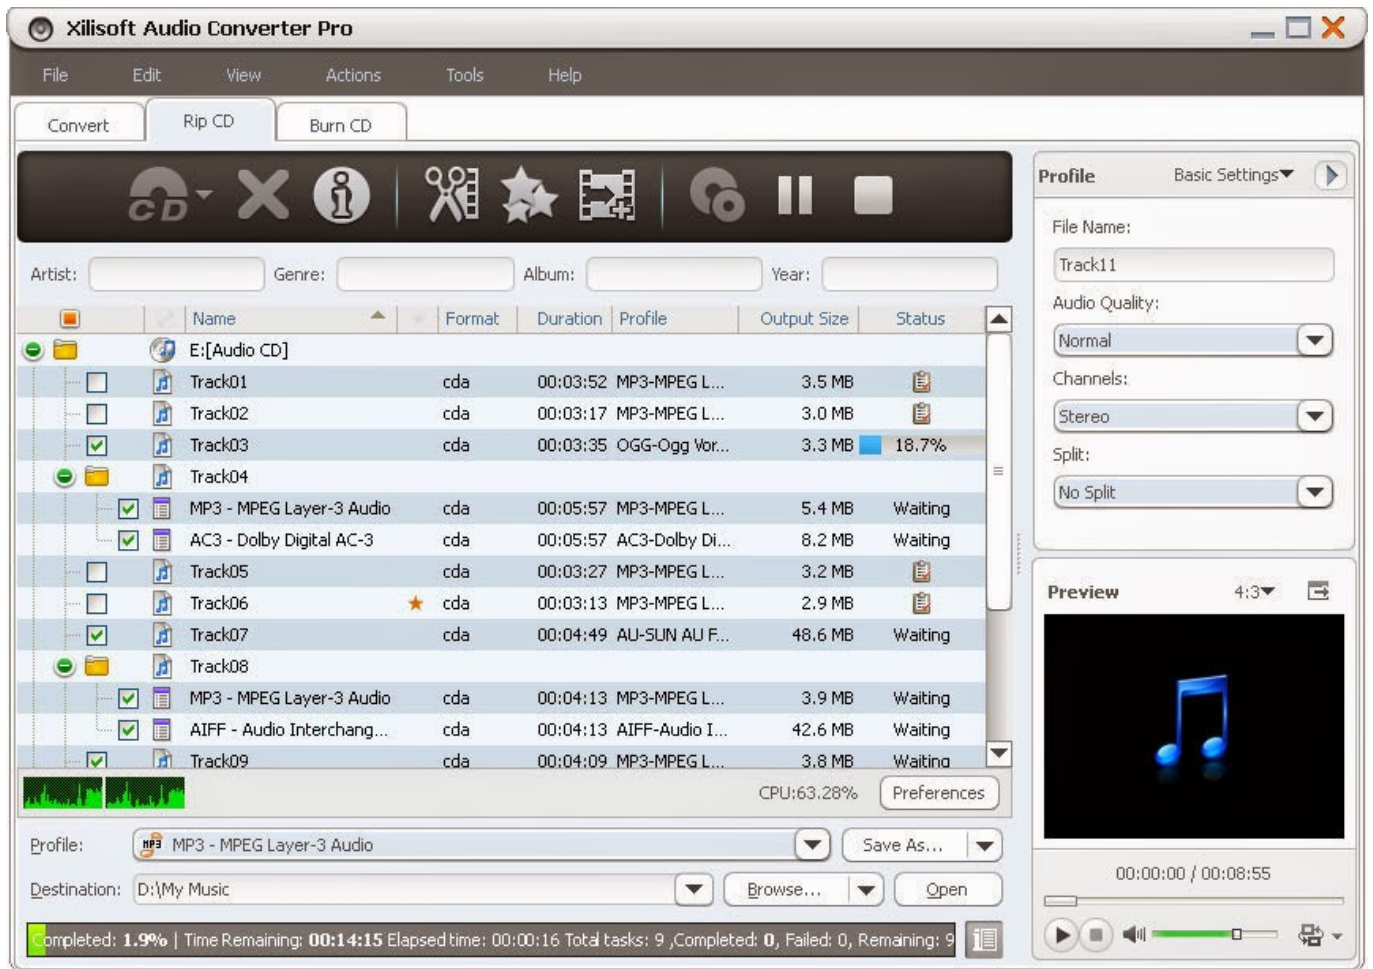 Xilisoft Audio Converter Pro
File Edit View Actions Tools Help
Convert Rip CD Burn CD
CD
Artist: Genre: Album: Year:
Name Format Duration Profile Output Size Status
E:[Audio CD]
Track01 cda 00:03:52 MP3-MPEG L... 3.5 MB
Track02 cda 00:03:17 MP3-MPEG L... 3.0 MB
Track03 cda 00:03:35 OGG-Ogg Vor... 3.3 MB 18.7%
Track04
MP3 - MPEG Layer-3 Audio cda 00:05:57 MP3-MPEG L... 5.4 MB Waiting
AC3 - Dolby Digital AC-3 cda 00:05:57 AC3-Dolby Di... 8.2 MB Waiting
Track05 cda 00:03:27 MP3-MPEG L... 3.2 MB
Track06 cda 00:03:13 MP3-MPEG L... 2.9 MB
Track07 cda 00:04:49 AU-SUN AU F... 48.6 MB Waiting
Track08
MP3 - MPEG Layer-3 Audio cda 00:04:13 MP3-MPEG L... 3.9 MB Waiting
AIFF - Audio Interchang... cda 00:04:13 AIFF-Audio I... 42.6 MB Waiting
Track09 cda 00:04:09 MP3-MPEG L... 3.8 MB Waiting
CPU:63.28% Preferences
Profile: MP3 MP3 - MPEG Layer-3 Audio Save As...
Destination: D:\My Music Browse... Open
Completed: 1.9% | Time Remaining: 00:14:15 Elapsed time: 00:00:16 Total tasks: 9 ,Completed: 0, Failed: 0, Remaining: 9
Profile Basic Settings
File Name:
Track11
Audio Quality:
Normal
Channels:
Stereo
Split:
No Split
Preview 4:3
00:00:00 / 00:08:55